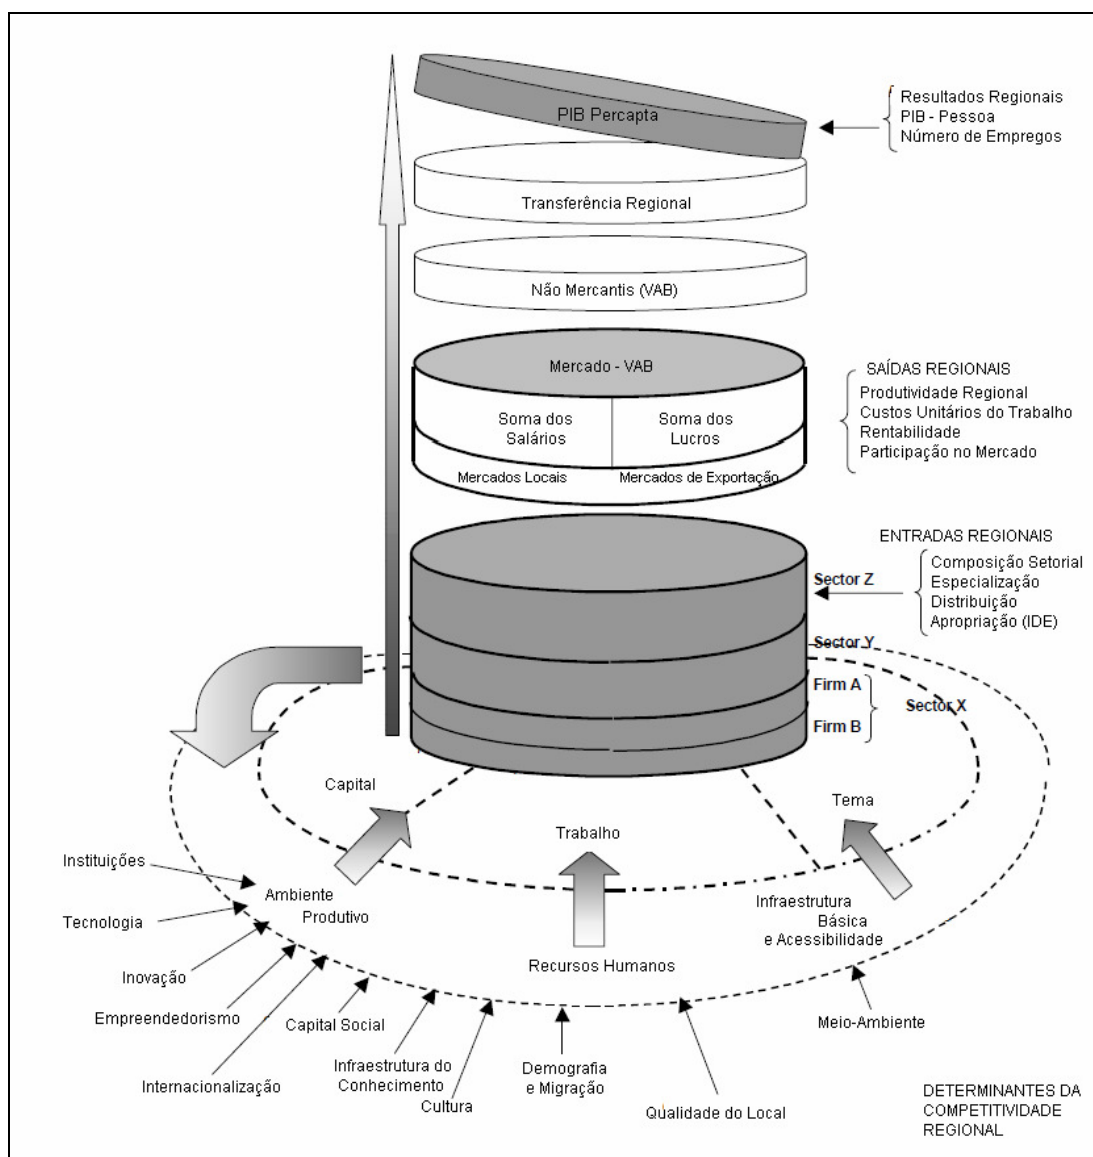 PIB Percapta
Resultados Regionais
PIB - Pessoa
Número de Empregos
Transferência Regional
Não Mercantis (VAB)
Mercado - VAB
Soma dos
Salários
Soma dos
Lucros
Mercados Locais
Mercados de Exportação
SAÍDAS REGIONAIS
Produtividade Regional
Custos Unitários do Trabalho
Rentabilidade
Participação no Mercado
ENTRADAS REGIONAIS
Composição Setorial
Especialização
Distribuição
Apropriação (IDE)
Sector Z
Sector Y
Firm A
Firm B
Sector X
Capital
Trabalho
Tema
Instituições
Tecnologia
Inovação
Empreendedorismo
Internacionalização
Ambiente
Produtivo
Recursos Humanos
Infraestrutura
Básica
e Acessibilidade
Capital Social
Infraestrutura do
Conhecimento
Cultura
Demografia
e Migração
Qualidade do Local
Meio-Ambiente
DETERMINANTES DA
COMPETITIVIDADE
REGIONAL